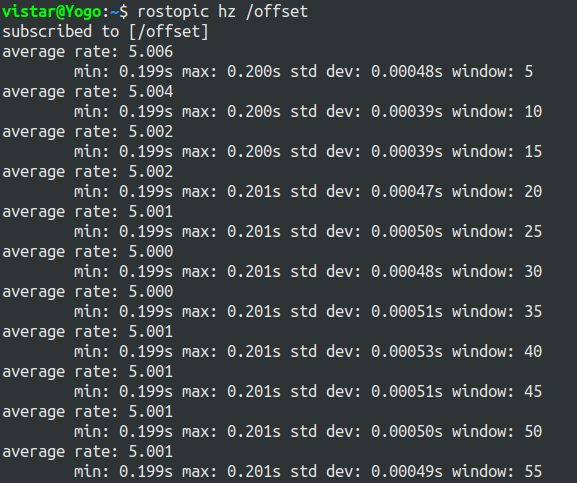 vistar@Yogo:~$ rostopic hz /offset
subscribed to [/offset]
average rate: 5.006
min: 0.199s max: 0.200s std dev: 0.00048s window: 5
average rate: 5.004
min: 0.199s max: 0.200s std dev: 0.00039s window: 10
average rate: 5.002
min: 0.199s max: 0.200s std dev: 0.00039s window: 15
average rate: 5.002
min: 0.199s max: 0.201s std dev: 0.00047s window: 20
average rate: 5.001
min: 0.199s max: 0.201s std dev: 0.00050s window: 25
average rate: 5.000
min: 0.199s max: 0.201s std dev: 0.00048s window: 30
average rate: 5.000
min: 0.199s max: 0.201s std dev: 0.00051s window: 35
average rate: 5.001
min: 0.199s max: 0.201s std dev: 0.00053s window: 40
average rate: 5.001
min: 0.199s max: 0.201s std dev: 0.00051s window: 45
average rate: 5.001
min: 0.199s max: 0.201s std dev: 0.00050s window: 50
average rate: 5.001
min: 0.199s max: 0.201s std dev: 0.00049s window: 55